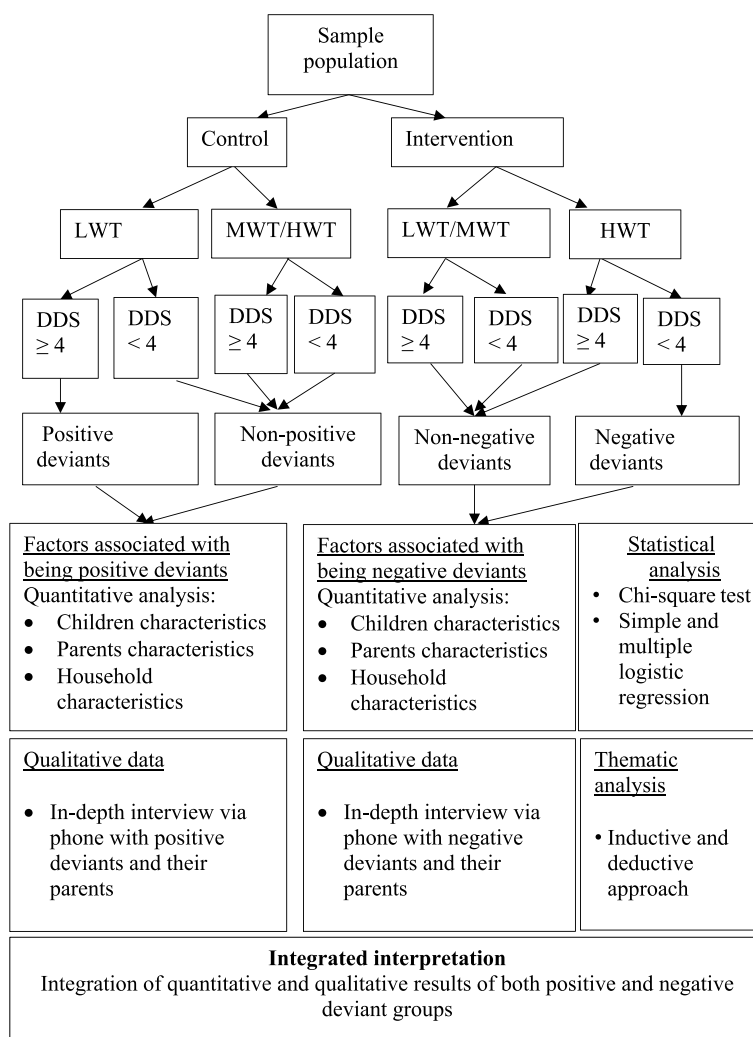 Sample
population
Control
Intervention
LWT
MWT/HWT
LWT/MWT
HWT
DDS
≥ 4
DDS
< 4
DDS
≥ 4
DDS
< 4
DDS
≥ 4
DDS
< 4
DDS
≥ 4
DDS
< 4
Positive
deviants
Non-positive
deviants
Non-negative
deviants
Negative
deviants
Factors associated with
being positive deviants
Quantitative analysis:
• Children characteristics
• Parents characteristics
• Household
characteristics
Factors associated with
being negative deviants
Quantitative analysis:
• Children characteristics
• Parents characteristics
• Household
characteristics
Statistical
analysis
• Chi-square test
• Simple and
multiple
logistic
regression
Qualitative data
• In-depth interview via
phone with positive
deviants and their
parents
Qualitative data
• In-depth interview via
phone with negative
deviants and their
parents
Thematic
analysis
• Inductive and
deductive
approach
Integrated interpretation
Integration of quantitative and qualitative results of both positive and negative
deviant groups